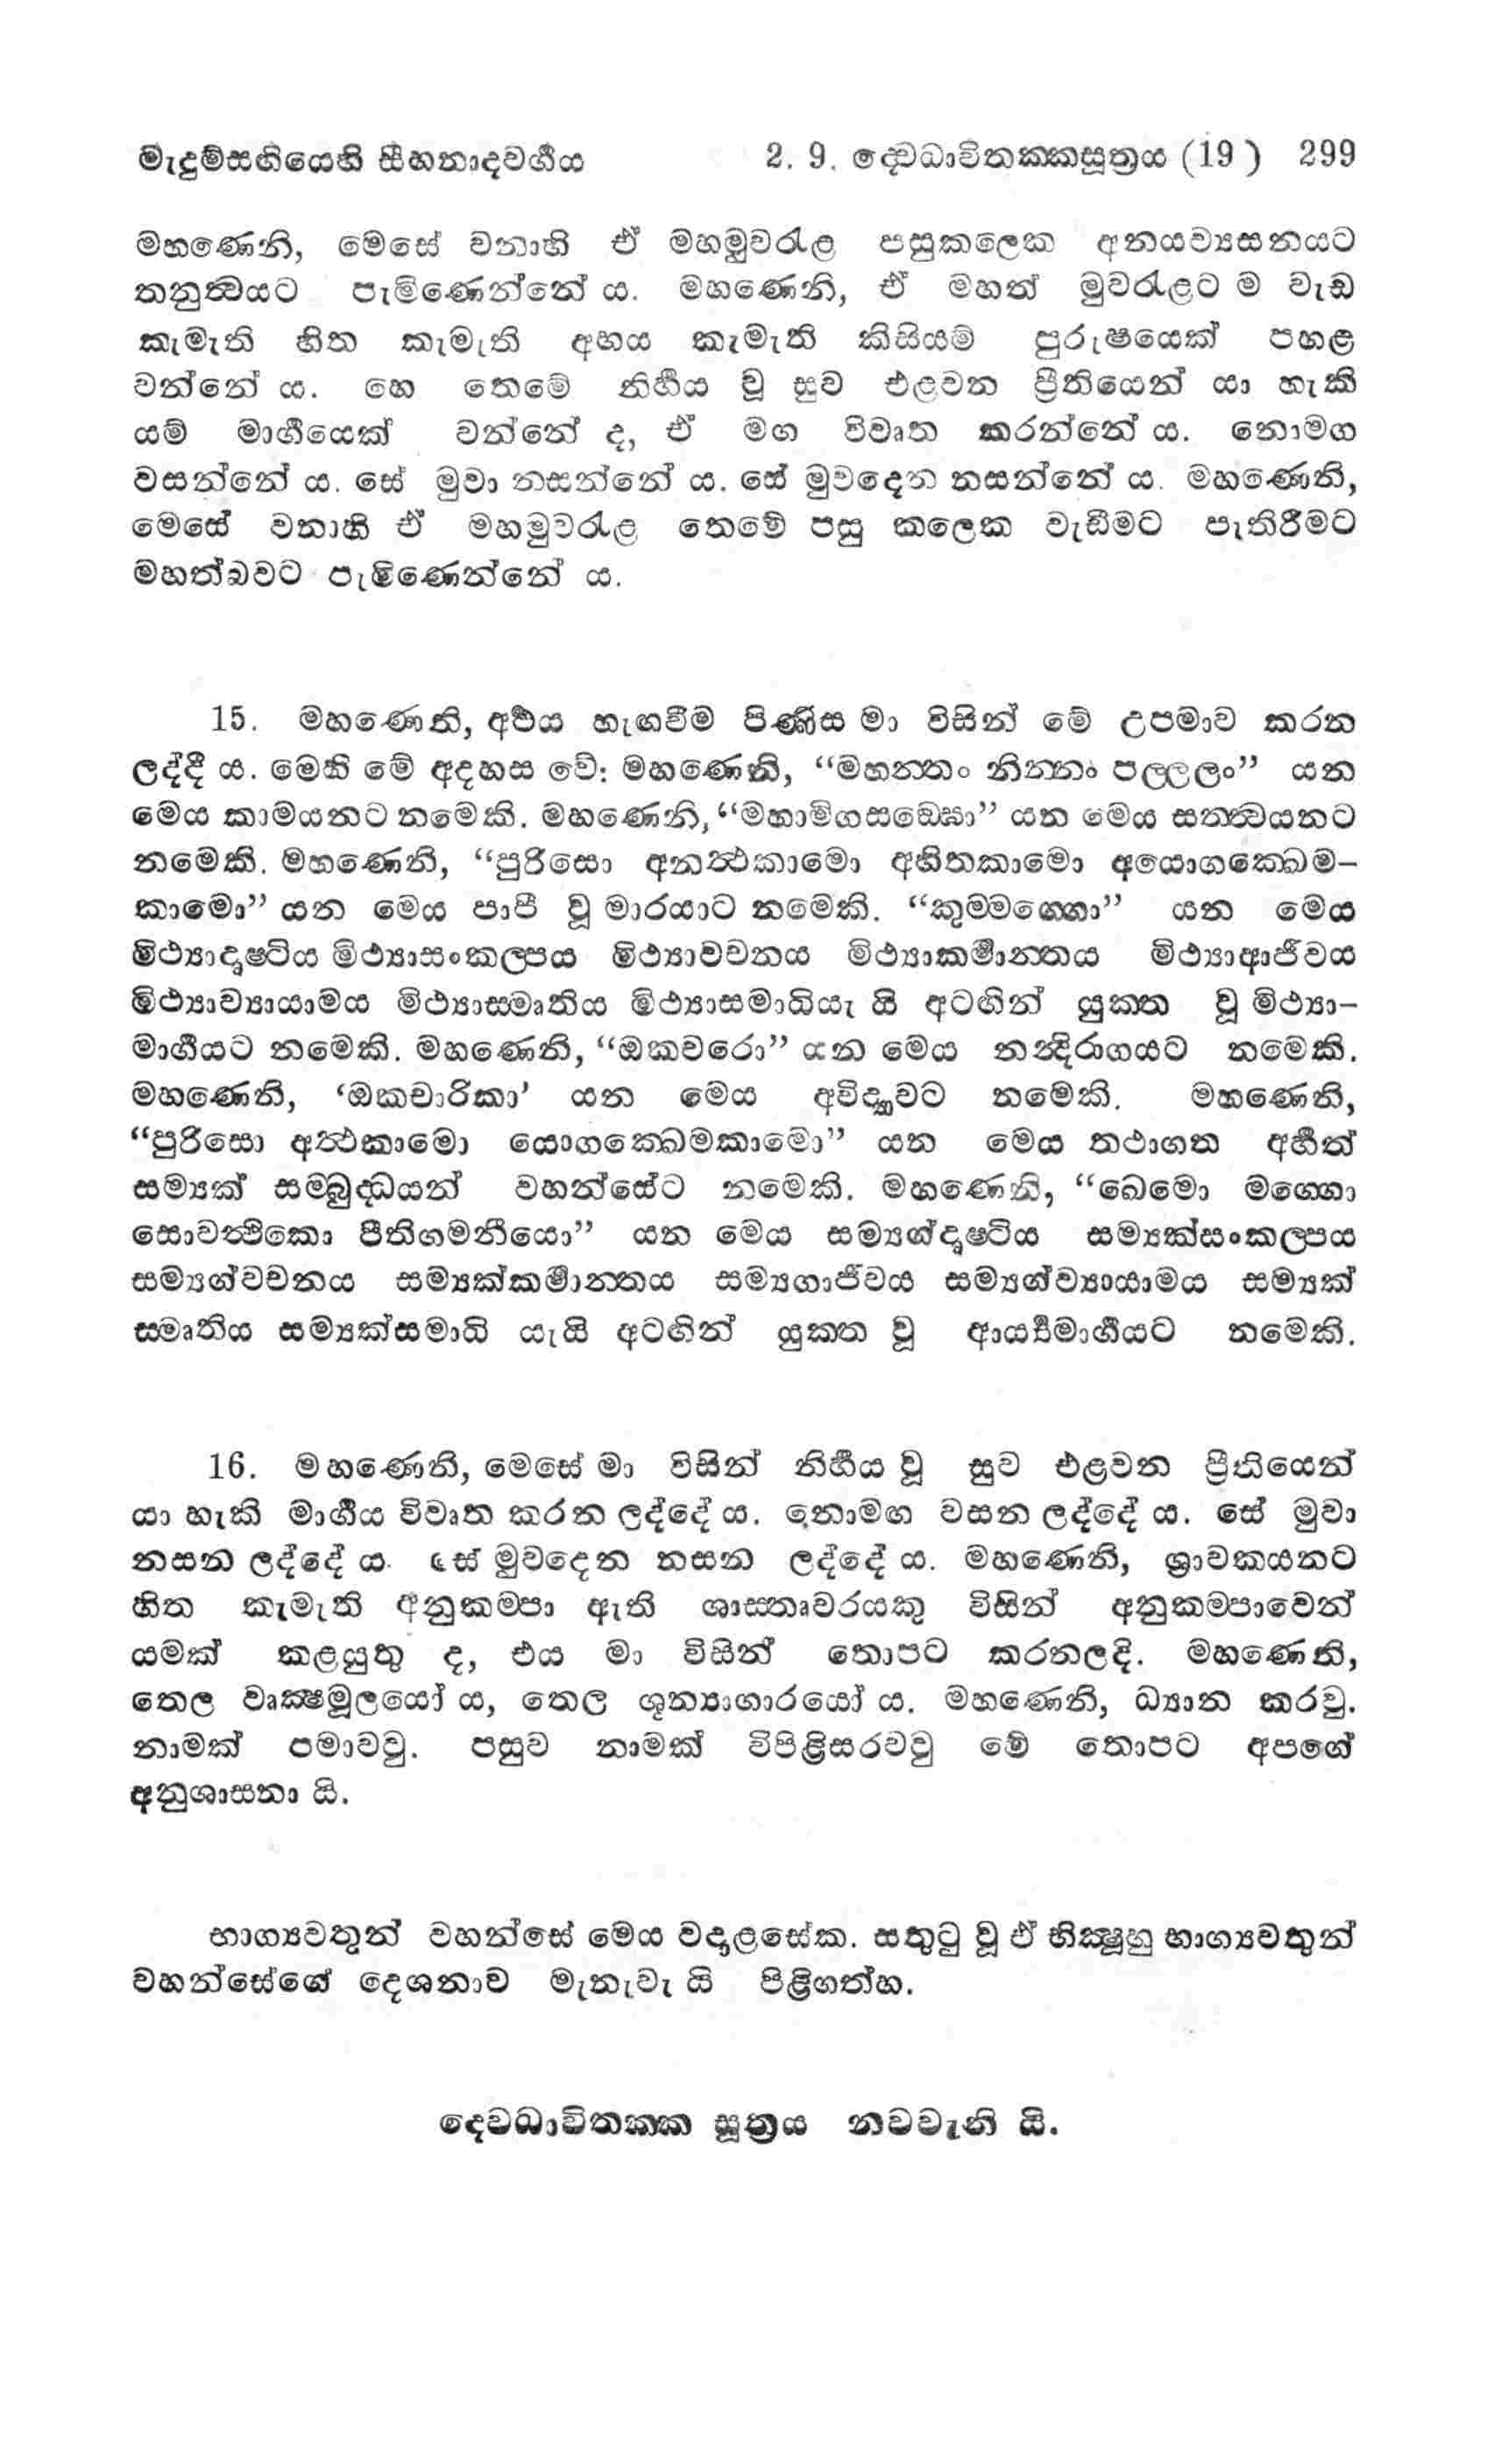 මැදුම්සඟියෙහි සීහනාදවර්‍ගය 2. 9. ද්වෙධාවිතක්‍කසූත්‍රය (19) 299
මහණෙනි, මෙසේ වනාහි ඒ මහමුවරැළ පසුකලෙක අනයව්‍යසනයට
තනුත්‍වයට පැමිණෙන්නේ ය. මහණෙනි, ඒ මහත් මුවරැළට ම වැඩ
කැමැති හිත කැමැති අභය කැමැති කිසියම් පුරුෂයෙක් පහළ
වන්නේ ය. හෙ තෙමේ නිර්‍භය වූ සුව එළවන ප්‍රීතියෙන් යා හැකි
යම් මාර්‍ගයෙක් වන්නේ ද, ඒ මඟ විවෘත කරන්නේ ය. නොමඟ
වසන්නේ ය. සේ මුවා නසන්නේ ය. සේ මුවදෙන නසන්නේ ය. මහණෙනි,
මෙසේ වනාහි ඒ මහමුවරැළ තෙමේ පසු කලෙක වැඩීමට පැතිරීමට
මහත්බවට පැමිණෙන්නේ ය.
15. මහණෙනි, අර්‍ථය හැඟවීම පිණිස මා විසින් මේ උපමාව කරන
ලද්දී ය. මෙහි මේ අදහස වේ: මහණෙනි, “මහන්තං නින්නං පල්ලලං” යන
මෙය කාමයනට නමෙකි. මහණෙනි, “මහාමිගසඞ්ඝො” යන මෙය සත්ත්‍වයනට
නමෙකි. මහණෙනි, “පුරිසො අනත්‍ථකාමො අහිතකාමො අයොගක්ඛෙම-
කාමො” යන මෙය පාපී වූ මාරයාට නමෙකි. “කුම්මග්ගො” යන මෙය
මිථ්‍යාදෘෂ්ටිය මිථ්‍යාසංකල්පය මිථ්‍යාවචනය මිථ්‍යාකර්‍මාන්තය මිථ්‍යාආජීවය
මිථ්‍යාව්‍යායාමය මිථ්‍යාස්මෘතිය මිථ්‍යාසමාධියැ යි අටඟින් යුක්ත වූ මිථ්‍යා-
මාර්‍ගයට නමෙකි. මහණෙනි, “ඔකචරො” යන මෙය නන්‍දිරාගයට නමෙකි.
මහණෙනි, ‘ඔකචාරිකා’ යන මෙය අවිද්‍යාවට නමෙකි. මහණෙනි,
“පුරිසො අත්‍ථකාමො යොගක්ඛෙමකාමො” යන මෙය තථාගත අර්‍හත්
සම්‍යක් සම්බුද්‍ධයන් වහන්සේට නමෙකි. මහණෙනි, “ඛෙමො මග්ගො
සොවත්‍ථිකො පීතිගමනීයො” යන මෙය සම්‍යග්දෘෂ්ටිය සම්‍යක්සංකල්පය
සම්‍යග්වචනය සම්‍යක්කර්‍මාන්තය සම්‍යගාජීවය සම්‍යග්ව්‍යායාමය සම්‍යක්
ස්මෘතිය සම්‍යක්සමාධි යැයි අටඟින් යුක්ත වූ ආර්‍ය්‍යමාර්‍ගයට නමෙකි.
16. මහණෙනි, මෙසේ මා විසින් නිර්‍භය වූ සුව එළවන ප්‍රීතියෙන්
යා හැකි මාර්‍ගය විවෘත කරන ලද්දේ ය. නොමඟ වසන ලද්දේ ය. සේ මුවා
නසන ලද්දේ ය. සේ මුවදෙන නසන ලද්දේ ය. මහණෙනි, ශ්‍රාවකයනට
හිත කැමැති අනුකම්පා ඇති ශාස්තෘවරයකු විසින් අනුකම්පාවෙන්
යමක් කළයුතු ද, එය මා විසින් තොපට කරනලදි. මහණෙනි,
තෙල වෘක්‍ෂමූලයෝ ය, තෙල ශූන්‍යාගාරයෝ ය. මහණෙනි, ධ්‍යාන කරවු.
නාමක් පමාවවු. පසුව නාමක් විපිළිසරවවු මේ තොපට අපගේ
අනුශාසනා යි.
භාග්‍යවතුන් වහන්සේ මෙය වදාළසේක. සතුටු වූ ඒ භික්‍ෂූහු භාග්‍යවතුන්
වහන්සේගේ දෙශනාව මැනැවැ යි පිළිගත්හ.
ද්වෙධාවිතක්‍ක සූත්‍රය නවවැනි යි.